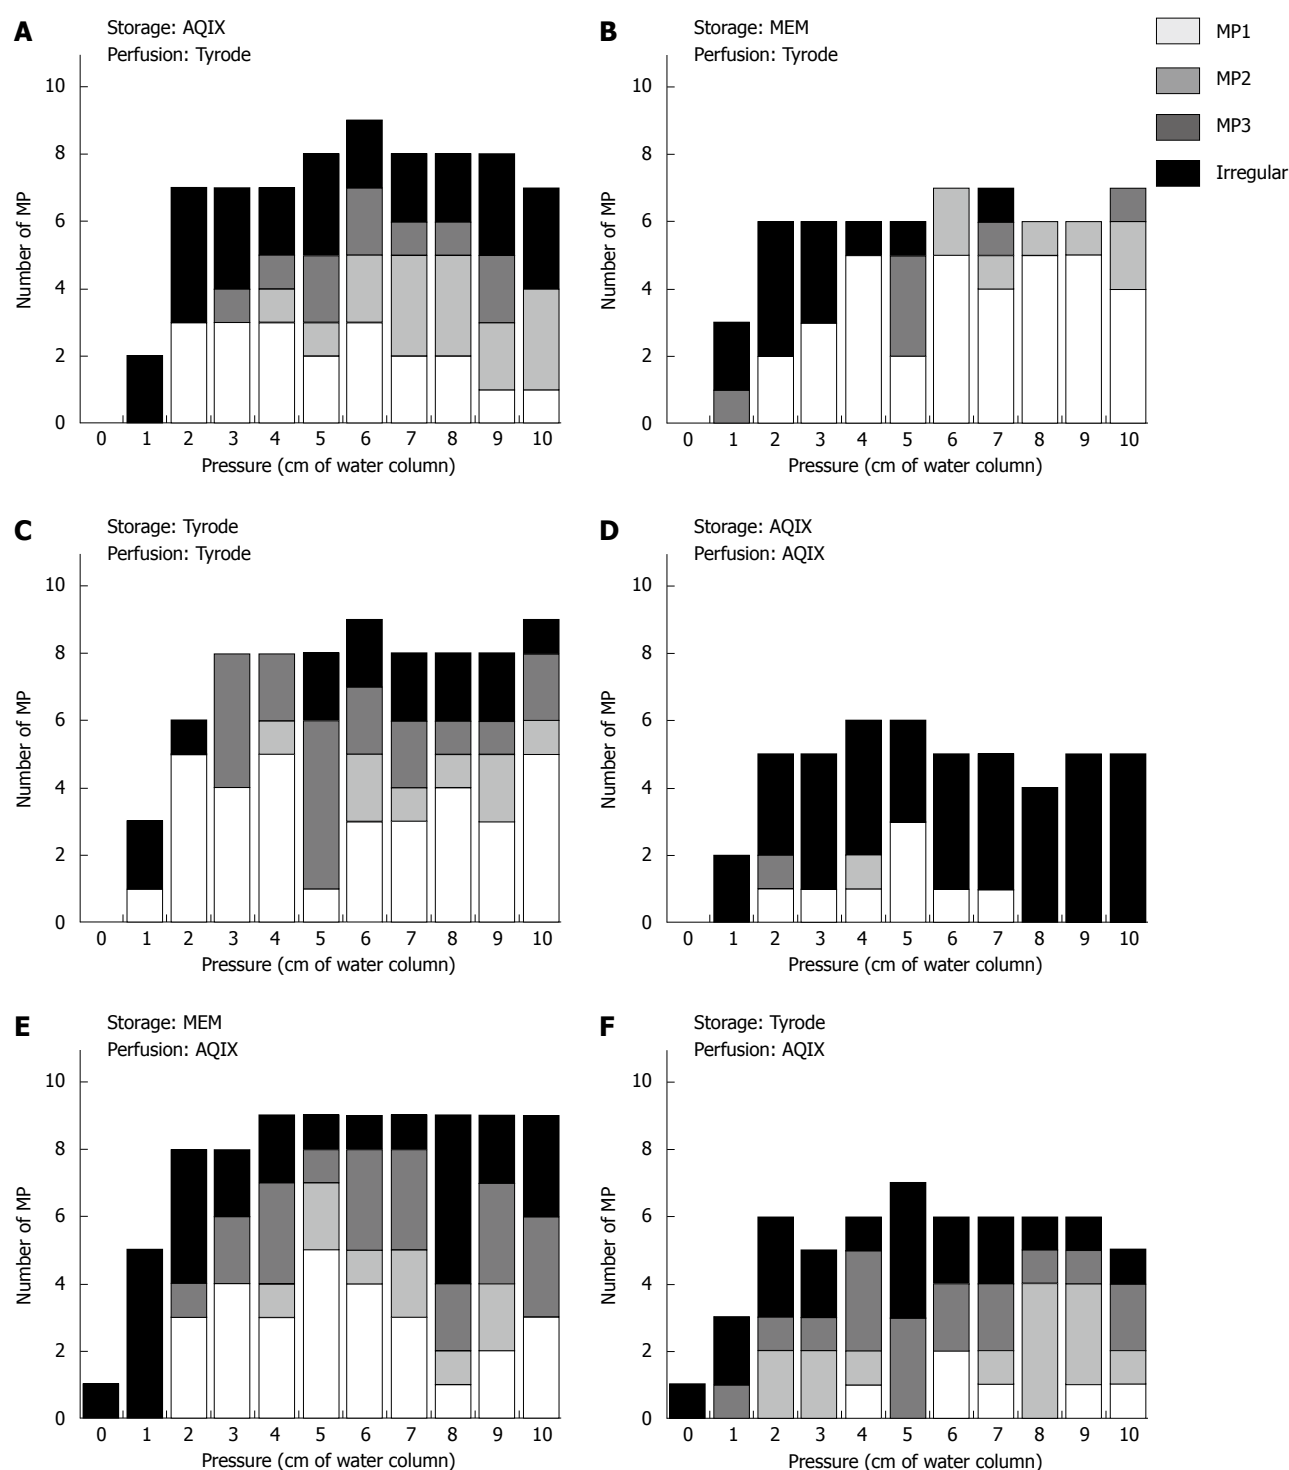 A
Storage: AQIX
Perfusion: Tyrode
10
8
6
4
2
0
Number of MP
0 1 2 3 4 5 6 7 8 9 10
Pressure (cm of water column)
B
Storage: MEM
Perfusion: Tyrode
10
8
6
4
2
0
Number of MP
0 1 2 3 4 5 6 7 8 9 10
Pressure (cm of water column)
MP1
MP2
MP3
Irregular
C
Storage: Tyrode
Perfusion: Tyrode
10
8
6
4
2
0
Number of MP
0 1 2 3 4 5 6 7 8 9 10
Pressure (cm of water column)
D
Storage: AQIX
Perfusion: AQIX
10
8
6
4
2
0
Number of MP
0 1 2 3 4 5 6 7 8 9 10
Pressure (cm of water column)
E
Storage: MEM
Perfusion: AQIX
10
8
6
4
2
0
Number of MP
0 1 2 3 4 5 6 7 8 9 10
Pressure (cm of water column)
F
Storage: Tyrode
Perfusion: AQIX
10
8
6
4
2
0
Number of MP
0 1 2 3 4 5 6 7 8 9 10
Pressure (cm of water column)